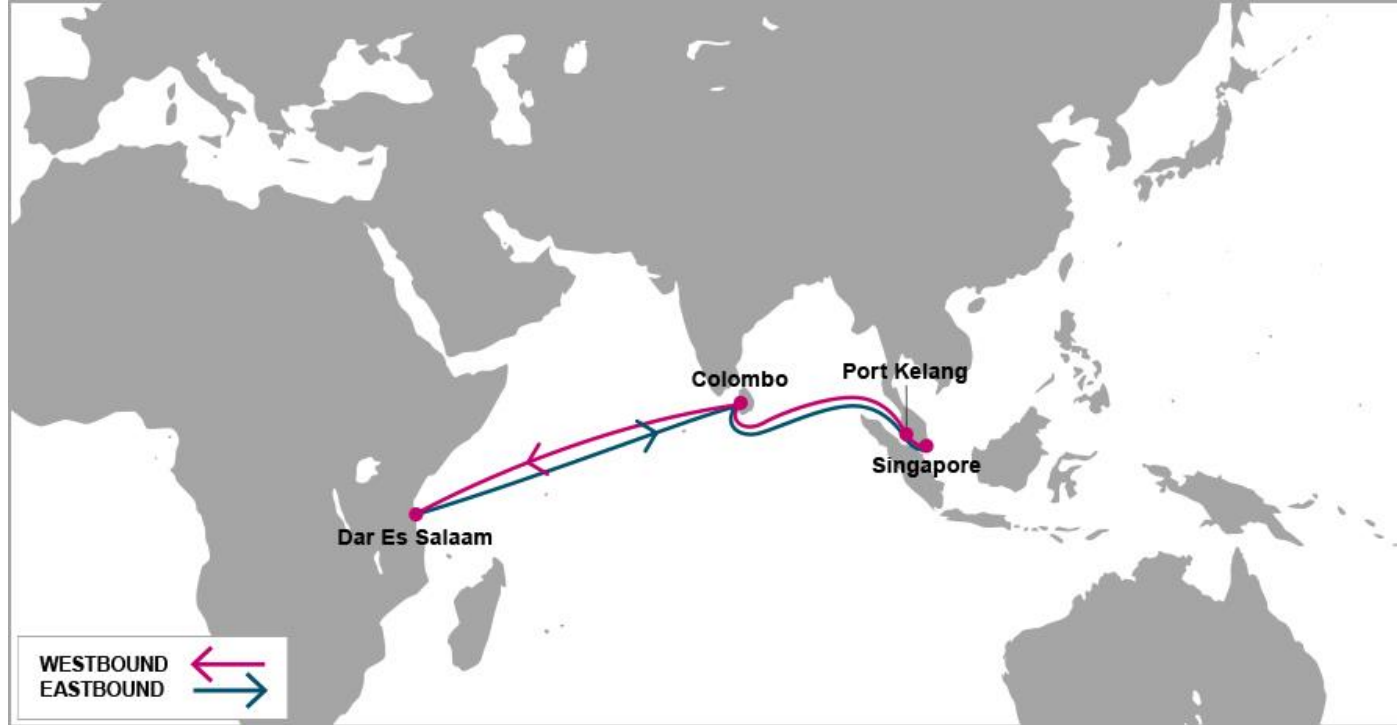 Colombo
Port Kelang
Singapore
Dar Es Salaam
WESTBOUND
EASTBOUND